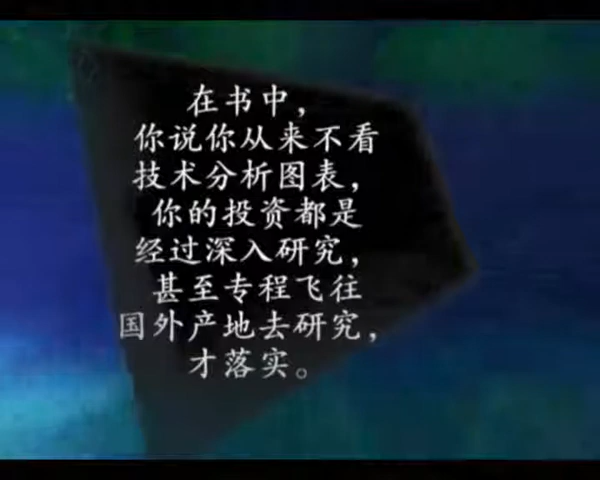 在书中，
你说你从来不看
技术分析图表，
你的投资都是
经过深入研究，
甚至专程飞往
国外产地去研究，
才落实。